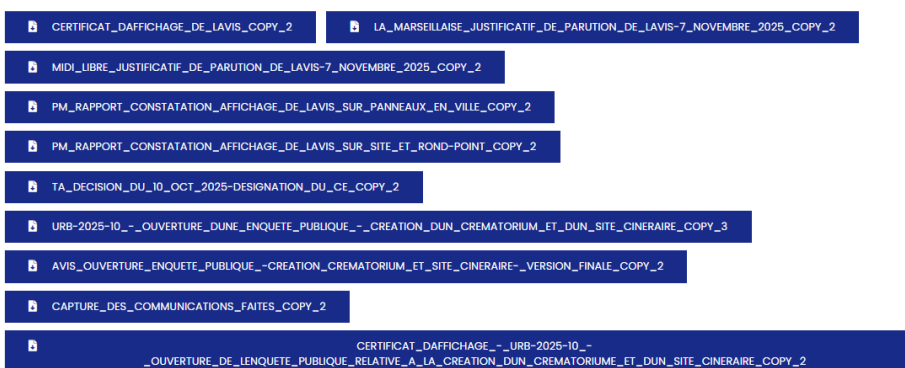 CERTIFICAT_DAFFICHAGE_DE_LAVIS_COPY_2
LA_MARSEILLAISE_JUSTIFICATIF_DE_PARUTION_DE_LAVIS-7_NOVEMBRE_2025_COPY_2
MIDI_LIBRE_JUSTIFICATIF_DE_PARUTION_DE_LAVIS-7_NOVEMBRE_2025_COPY_2
PM_RAPPORT_CONSTATATION_AFFICHAGE_DE_LAVIS_SUR_PANNEAUX_EN_VILLE_COPY_2
PM_RAPPORT_CONSTATATION_AFFICHAGE_DE_LAVIS_SUR_SITE_ET_ROND-POINT_COPY_2
TA_DECISION_DU_10_OCT_2025-DESIGNATION_DU_CE_COPY_2
URB-2025-10_-_OUVERTURE_DUNE_ENQUETE_PUBLIQUE_-_CREATION_DUN_CREMATORIUM_ET_DUN_SITE_CINERAIRE_COPY_3
AVIS_OUVERTURE_ENQUETE_PUBLIQUE_-CREATION_CREMATORIUM_ET_SITE_CINERAIRE-_VERSION_FINALE_COPY_2
CAPTURE_DES_COMMUNICATIONS_FAITES_COPY_2
CERTIFICAT_DAFFICHAGE_-_URB-2025-10_-
_OUVERTURE_DE_LENQUETE_PUBLIQUE_RELATIVE_A_LA_CREATION_DUN_CREMATORIUME_ET_DUN_SITE_CINERAIRE_COPY_2